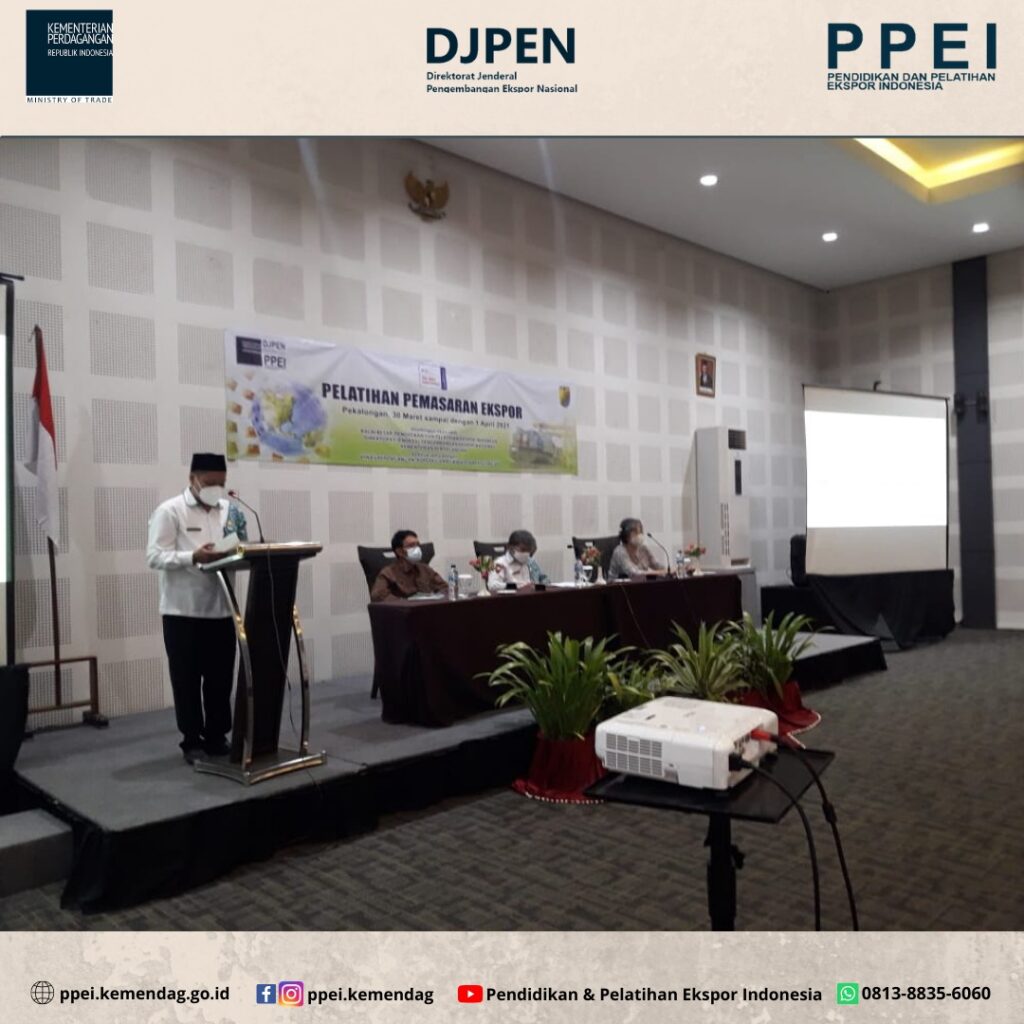 KEMENTERIAN
PERDAGANGAN
REPUBLIK INDONESIA
MINISTRY OF TRADE
DJPEN
Direktorat Jenderal
Pengembangan Ekspor Nasional
PPEI
PENDIDIKAN DAN PELATIHAN
EKSPOR INDONESIA
DJPEN
PPEI
PELATIHAN PEMASARAN EKSPOR
Pekalongan, 30 Maret sampai dengan 1 April 2021
ppei.kemendag.go.id
ppei.kemendag
Pendidikan & Pelatihan Ekspor Indonesia
0813-8835-6060